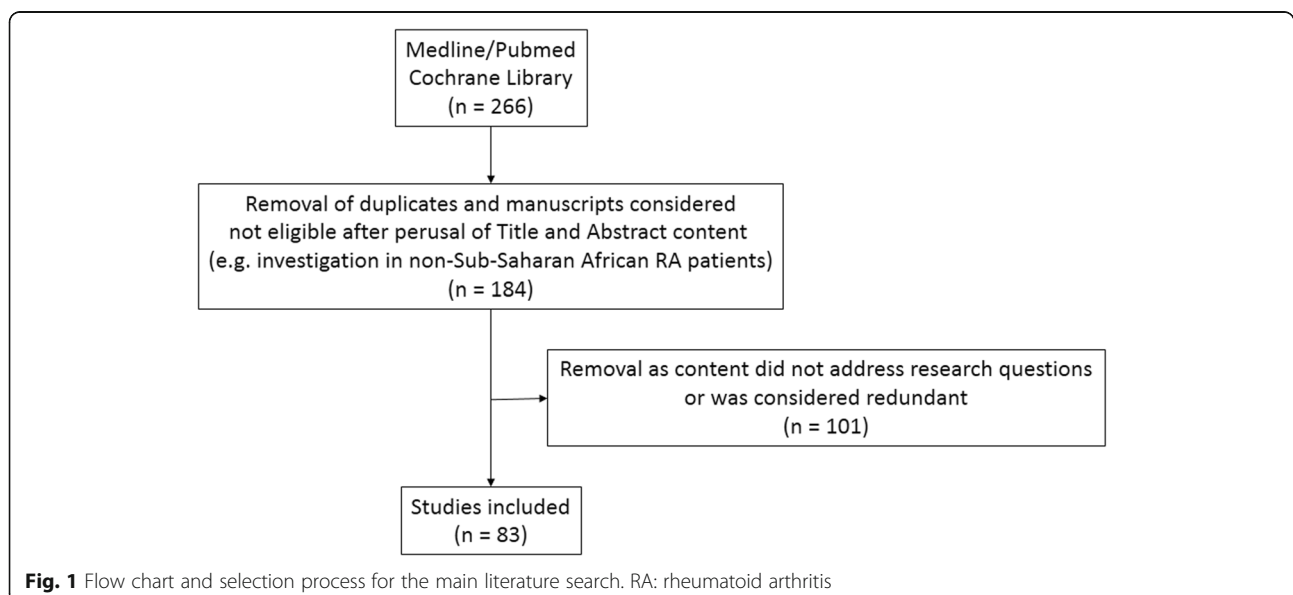 Medline/Pubmed
Cochrane Library
(n = 266)
Removal of duplicates and manuscripts considered
not eligible after perusal of Title and Abstract content
(e.g. investigation in non-Sub-Saharan African RA patients)
(n = 184)
Removal as content did not address research questions
or was considered redundant
(n = 101)
Studies included
(n = 83)
Fig. 1 Flow chart and selection process for the main literature search. RA: rheumatoid arthritis